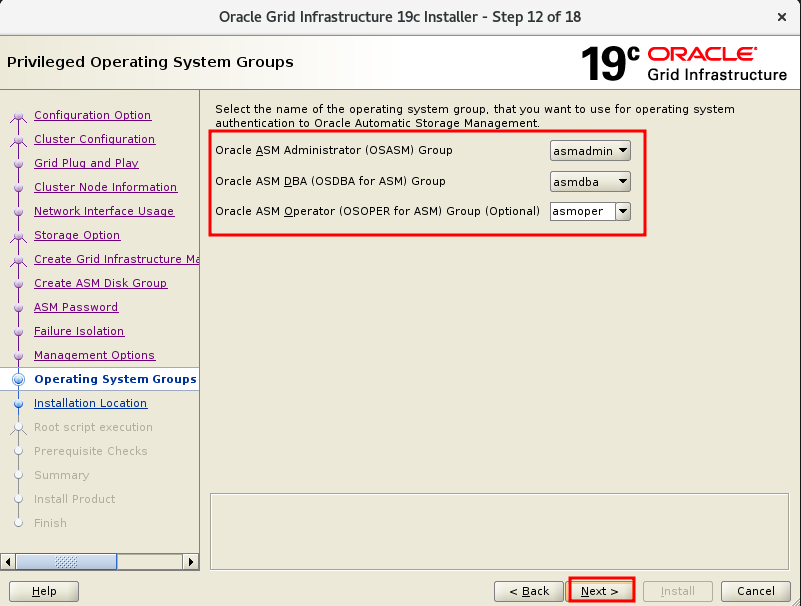 Oracle Grid Infrastructure 19c Installer - Step 12 of 18
×
Privileged Operating System Groups
19c ORACLE
Grid Infrastructure
Configuration Option
Cluster Configuration
Grid Plug and Play
Cluster Node Information
Network Interface Usage
Storage Option
Create Grid Infrastructure Ma
Create ASM Disk Group
ASM Password
Failure Isolation
Management Options
Operating System Groups
Installation Location
Root script execution
Prerequisite Checks
Summary
Install Product
Finish
Select the name of the operating system group, that you want to use for operating system
authentication to Oracle Automatic Storage Management.
Oracle ASM Administrator (OSASM) Group asmadmin
Oracle ASM DBA (OSDBA for ASM) Group asmdba
Oracle ASM Operator (OSOPER for ASM) Group (Optional) asmoper
Help
< Back
Next >
Install
Cancel